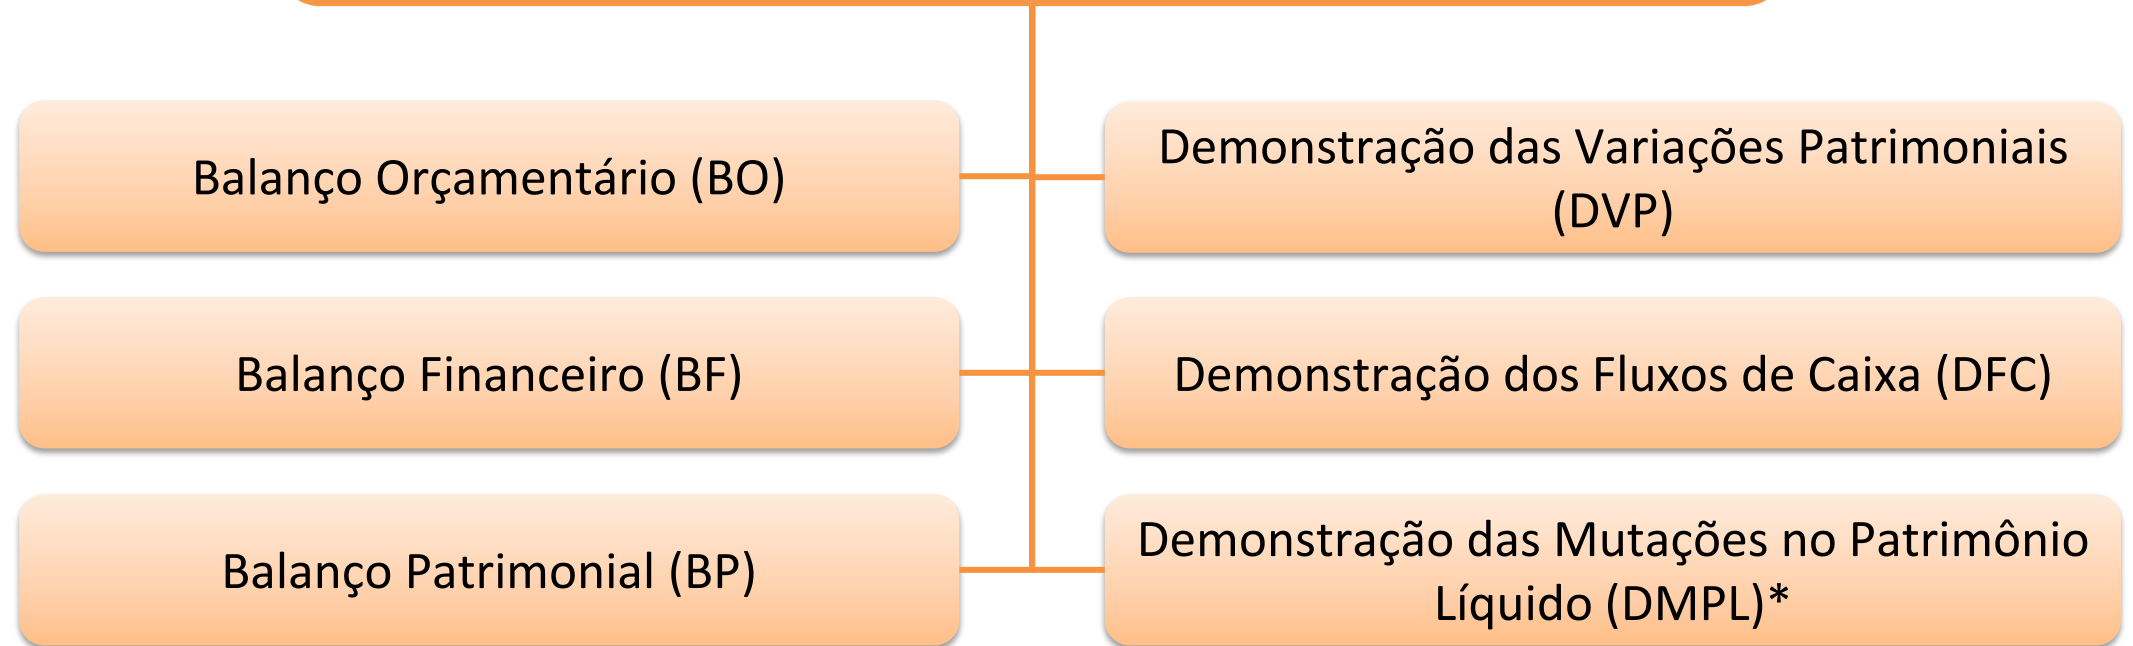 Balanço Orçamentário (BO)
Demonstração das Variações Patrimoniais
(DVP)
Balanço Financeiro (BF)
Demonstração dos Fluxos de Caixa (DFC)
Balanço Patrimonial (BP)
Demonstração das Mutações no Patrimônio
Líquido (DMPL)*